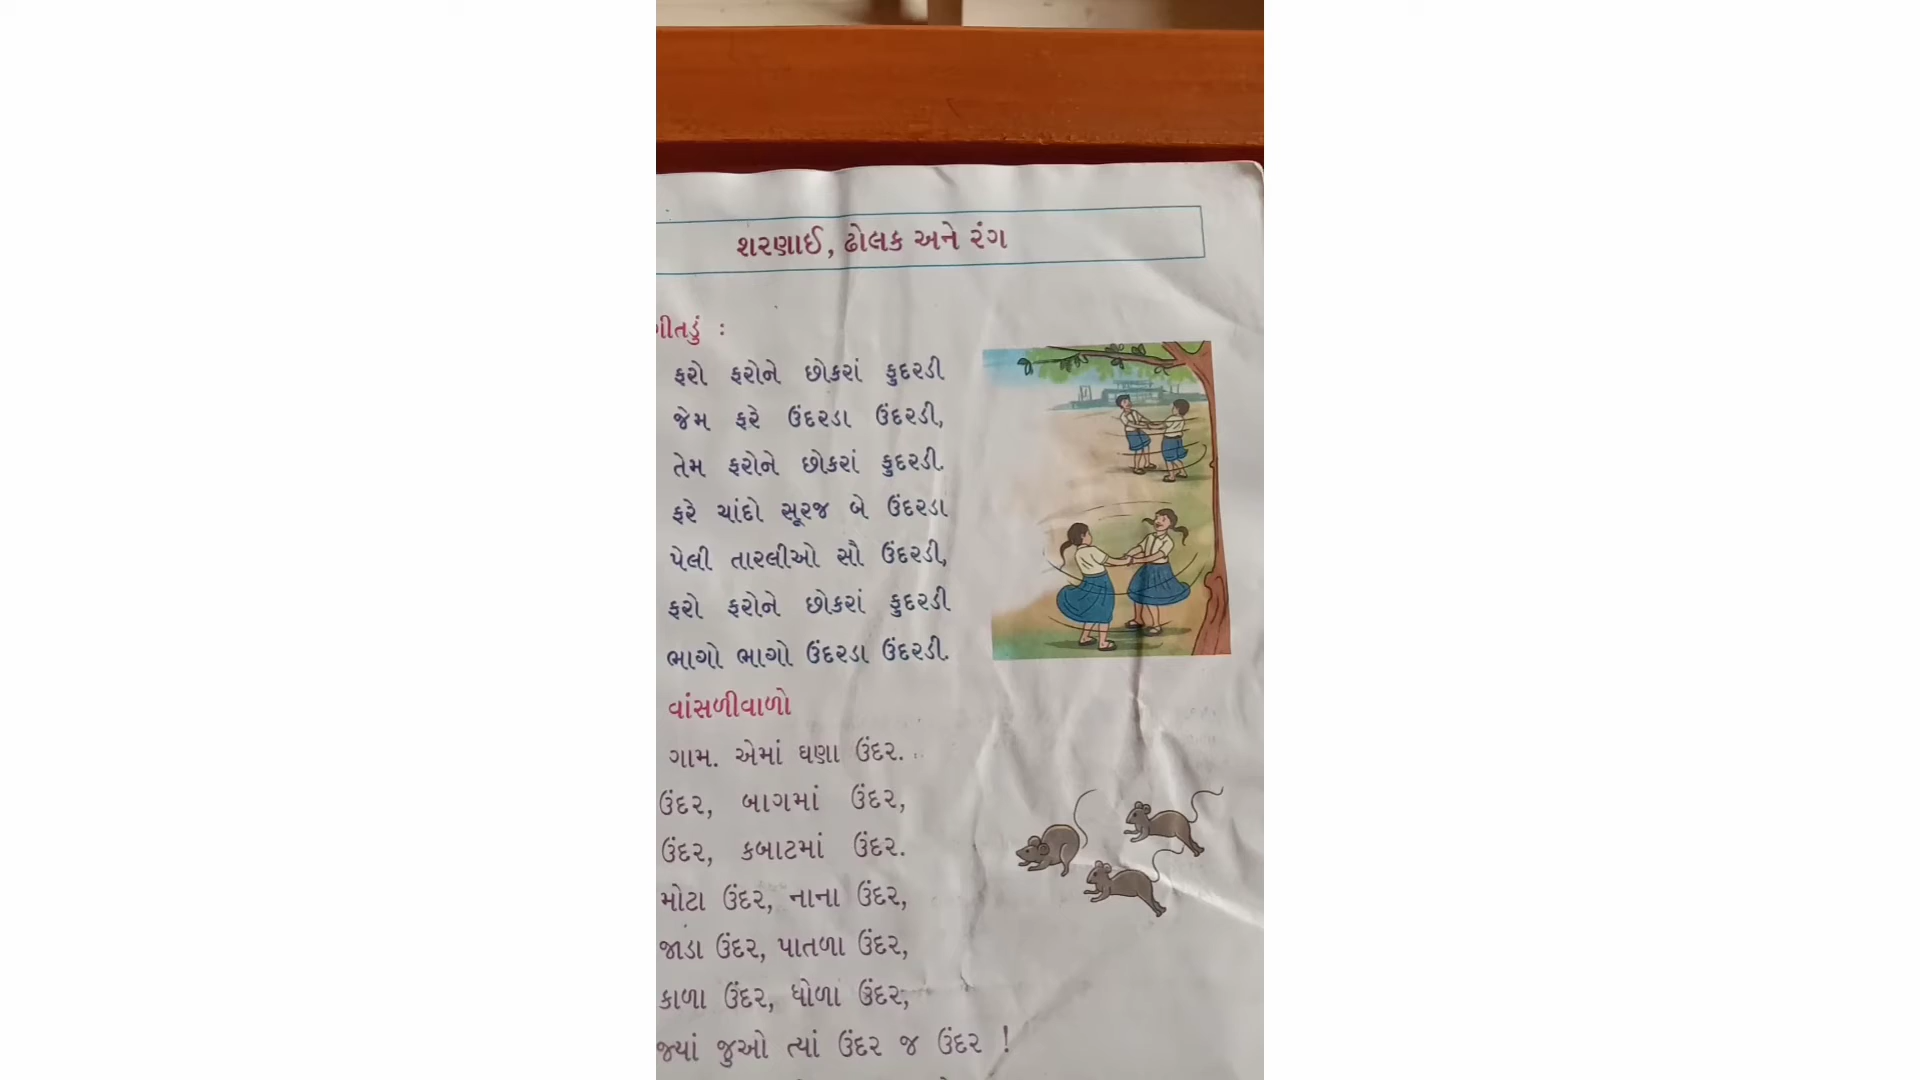 શરણાઈ, ઢોલક અને રંગ
ગીતડું :
ફરો ફરોને છોકરાં ફુદરડી
જેમ ફરે ઉંદરડા ઉંદરડી,
તેમ ફરોને છોકરાં ફુદરડી.
ફરે ચાંદો સૂરજ બે ઉંદરડા
પેલી તારલીઓ સૌ ઉંદરડી,
ફરો ફરોને છોકરાં ફુદરડી
ભાગો ભાગો ઉંદરડા ઉંદરડી.
વાંસળીવાળો
ગામ. એમાં ઘણા ઉંદર.
ઉંદર, બાગમાં ઉંદર,
ઉંદર, કબાટમાં ઉંદર.
મોટા ઉંદર, નાના ઉંદર,
જાડા ઉંદર, પાતળા ઉંદર,
કાળા ઉંદર, ધોળા ઉંદર,
જ્યાં જુઓ ત્યાં ઉંદર જ ઉંદર !